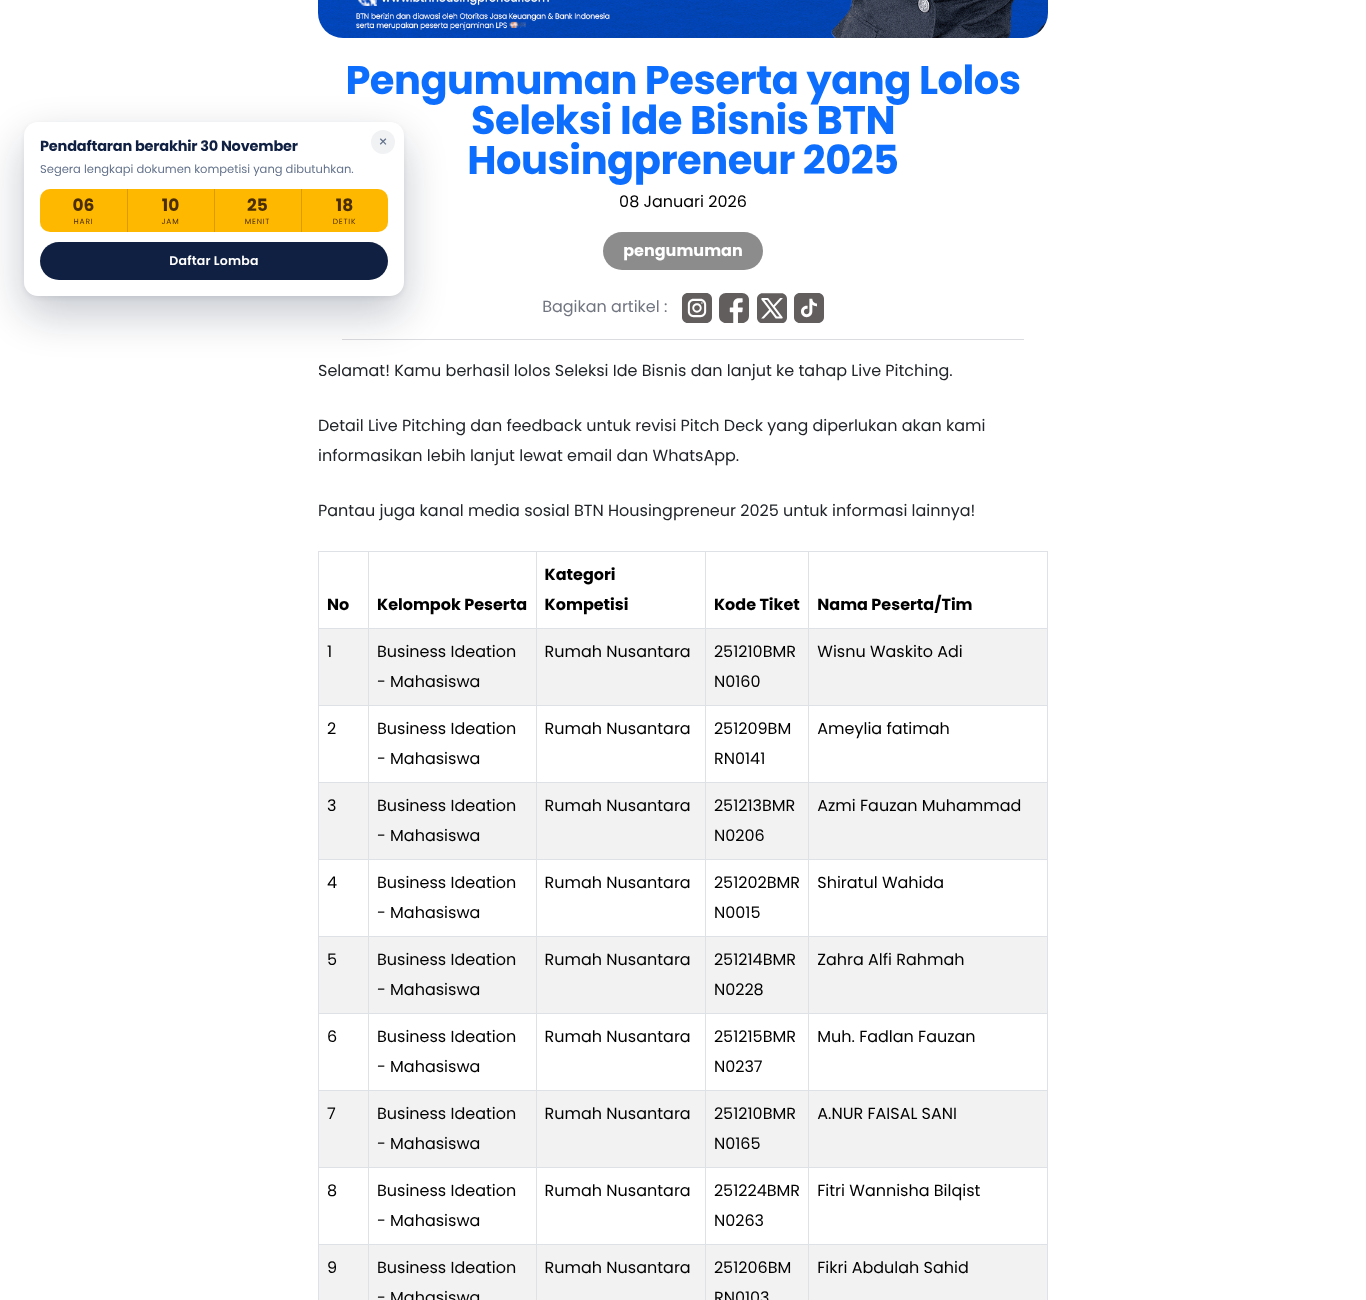 www.btnhousingpreneur.com
BTN berizin dan diawasi oleh Otoritas Jasa Keuangan & Bank Indonesia
serta merupakan peserta penjaminan LPS
Pengumuman Peserta yang Lolos
Seleksi Ide Bisnis BTN
Housingpreneur 2025
08 Januari 2026
pengumuman
Bagikan artikel :
Pendaftaran berakhir 30 November
×
Segera lengkapi dokumen kompetisi yang dibutuhkan.
06 10 25 18
HARI JAM MENIT DETIK
Daftar Lomba
Selamat! Kamu berhasil lolos Seleksi Ide Bisnis dan lanjut ke tahap Live Pitching.
Detail Live Pitching dan feedback untuk revisi Pitch Deck yang diperlukan akan kami
informasikan lebih lanjut lewat email dan WhatsApp.
Pantau juga kanal media sosial BTN Housingpreneur 2025 untuk informasi lainnya!
Kategori
No Kelompok Peserta Kompetisi Kode Tiket Nama Peserta/Tim
1 Business Ideation Rumah Nusantara 251210BMR Wisnu Waskito Adi
- Mahasiswa N0160
2 Business Ideation Rumah Nusantara 251209BM Ameylia fatimah
- Mahasiswa RN0141
3 Business Ideation Rumah Nusantara 251213BMR Azmi Fauzan Muhammad
- Mahasiswa N0206
4 Business Ideation Rumah Nusantara 251202BMR Shiratul Wahida
- Mahasiswa N0015
5 Business Ideation Rumah Nusantara 251214BMR Zahra Alfi Rahmah
- Mahasiswa N0228
6 Business Ideation Rumah Nusantara 251215BMR Muh. Fadlan Fauzan
- Mahasiswa N0237
7 Business Ideation Rumah Nusantara 251210BMR A.NUR FAISAL SANI
- Mahasiswa N0165
8 Business Ideation Rumah Nusantara 251224BMR Fitri Wannisha Bilqist
- Mahasiswa N0263
9 Business Ideation Rumah Nusantara 251206BM Fikri Abdulah Sahid
- Mahasiswa RN0103